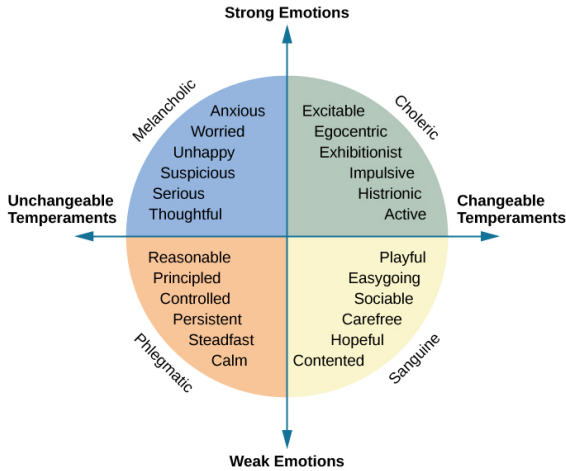 Strong Emotions
Melancholic
Choleric
Anxious
Worried
Unhappy
Suspicious
Serious
Thoughtful
Excitable
Egocentric
Exhibitionist
Impulsive
Histrionic
Active
Unchangeable
Temperaments
Changeable
Temperaments
Reasonable
Principled
Controlled
Persistent
Steadfast
Calm
Playful
Easygoing
Sociable
Carefree
Hopeful
Contented
Phlegmatic
Sanguine
Weak Emotions